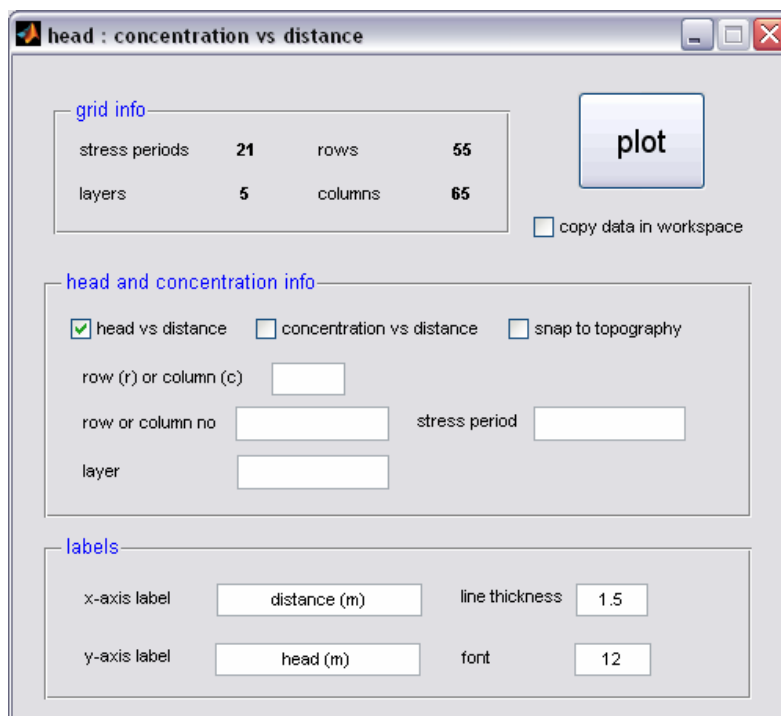 head : concentration vs distance
grid info
stress periods 21 rows 55
layers 5 columns 65
plot
copy data in workspace
head and concentration info
head vs distance concentration vs distance snap to topography
row (r) or column (c)
row or column no stress period
layer
labels
x-axis label distance (m) line thickness 1.5
y-axis label head (m) font 12